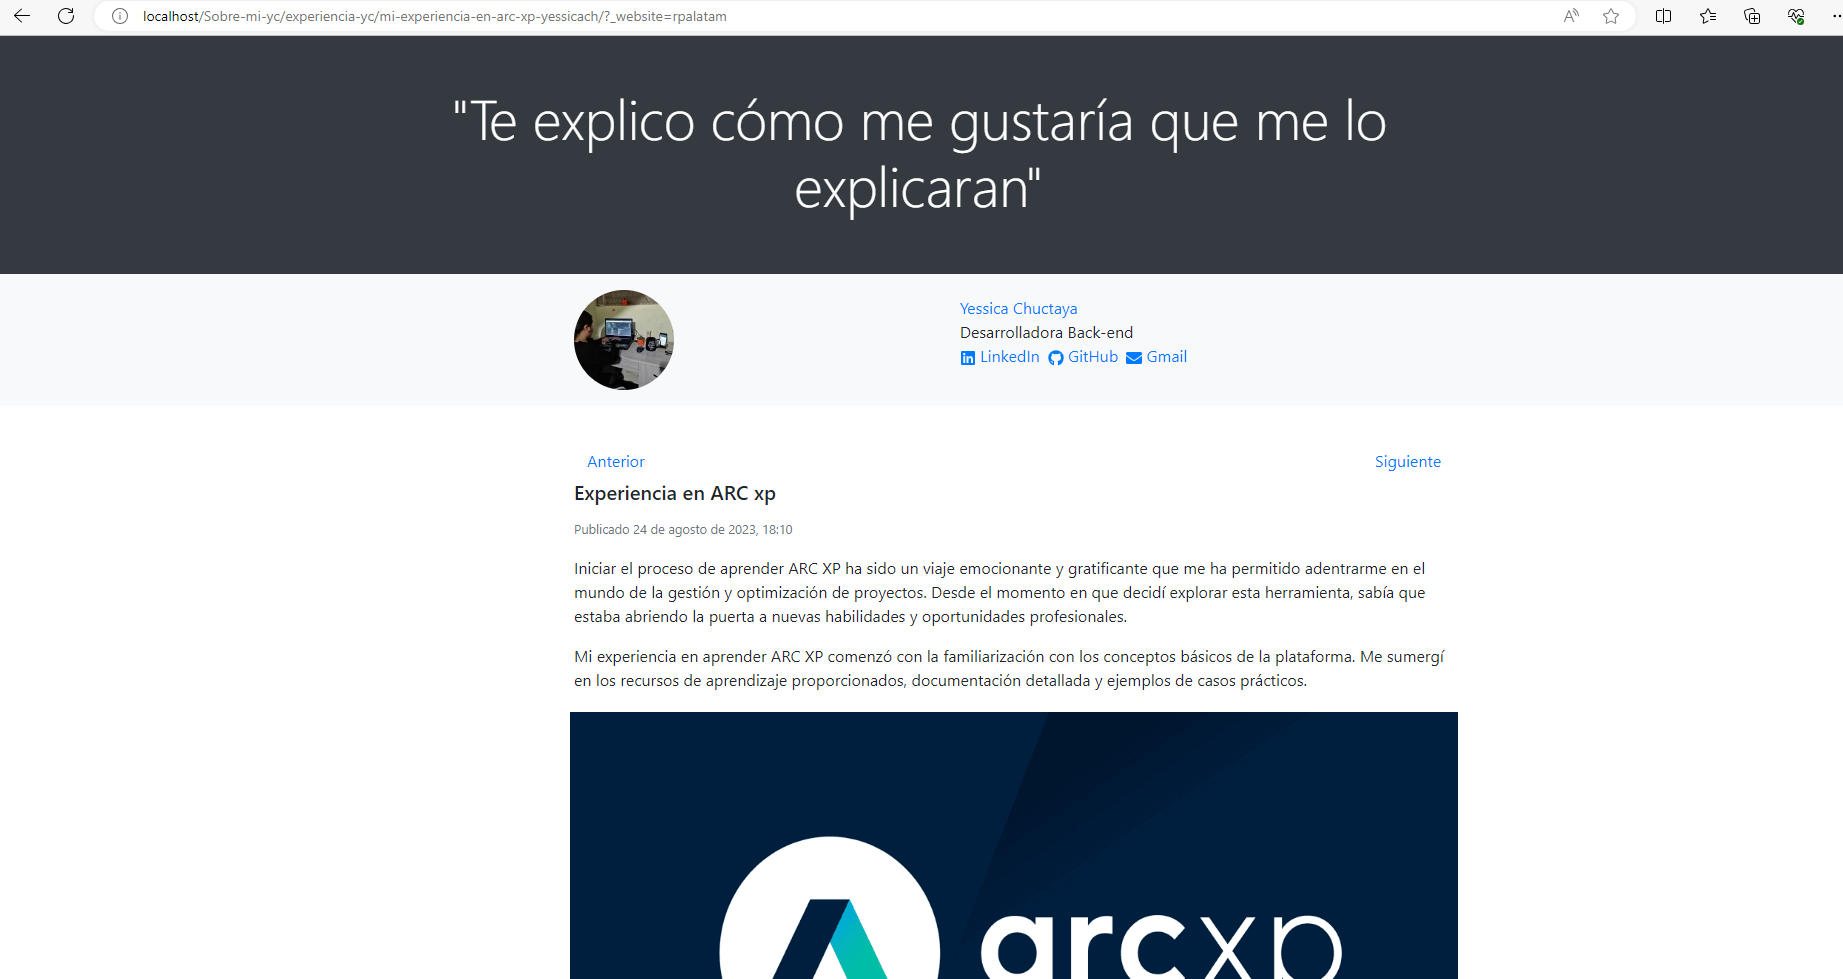 localhost/Sobre-mi-yc/experiencia-yc/mi-experiencia-en-arc-xp-yessicach/?_website=rpalatam
"Te explico cómo me gustaría que me lo
explicaran"
Yessica Chuctaya
Desarrolladora Back-end
LinkedIn GitHub Gmail
Anterior Siguiente
Experiencia en ARC xp
Publicado 24 de agosto de 2023, 18:10
Iniciar el proceso de aprender ARC XP ha sido un viaje emocionante y gratificante que me ha permitido adentrarme en el
mundo de la gestión y optimización de proyectos. Desde el momento en que decidí explorar esta herramienta, sabía que
estaba abriendo la puerta a nuevas habilidades y oportunidades profesionales.
Mi experiencia en aprender ARC XP comenzó con la familiarización con los conceptos básicos de la plataforma. Me sumergí
en los recursos de aprendizaje proporcionados, documentación detallada y ejemplos de casos prácticos.
arc xp